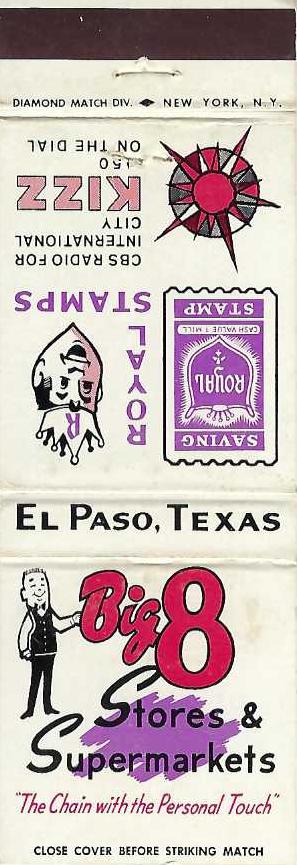 DIAMOND MATCH DIV. NEW YORK, N.Y.
CBS RADIO FOR
INTERNATIONAL
CITY
KIZZ
1150
ON THE DIAL
SAVING
ROYAL
CASH VALUE 1 MILL
STAMP
ROYAL
STAMPS
R
EL PASO, TEXAS
Big 8
Stores &
Supermarkets
"The Chain with the Personal Touch"
CLOSE COVER BEFORE STRIKING MATCH